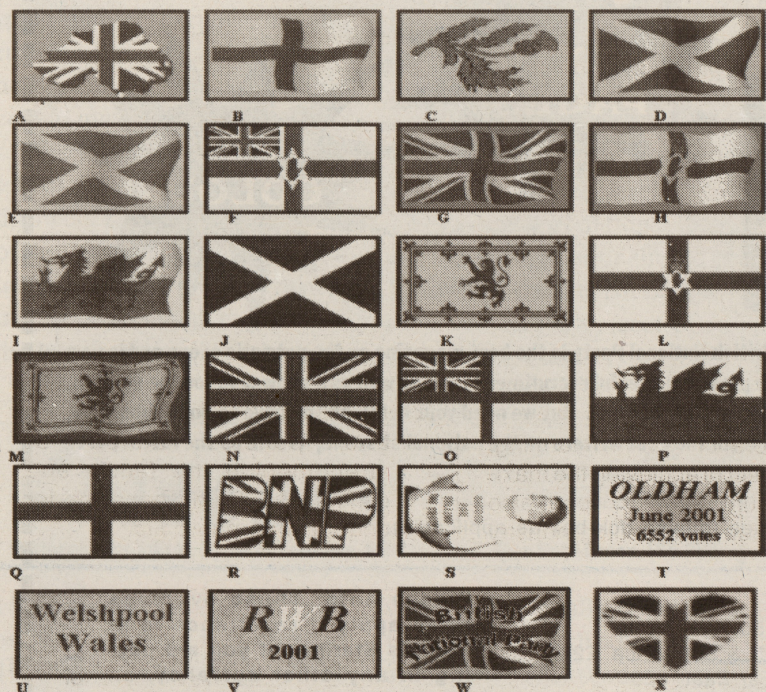 A B C D
E F G H
I J K L
M N O P
BNP
OLDHAM
June 2001
6552 votes
Q R S T
Welshpool
Wales
RWB
2001
British
National Party
U V W X